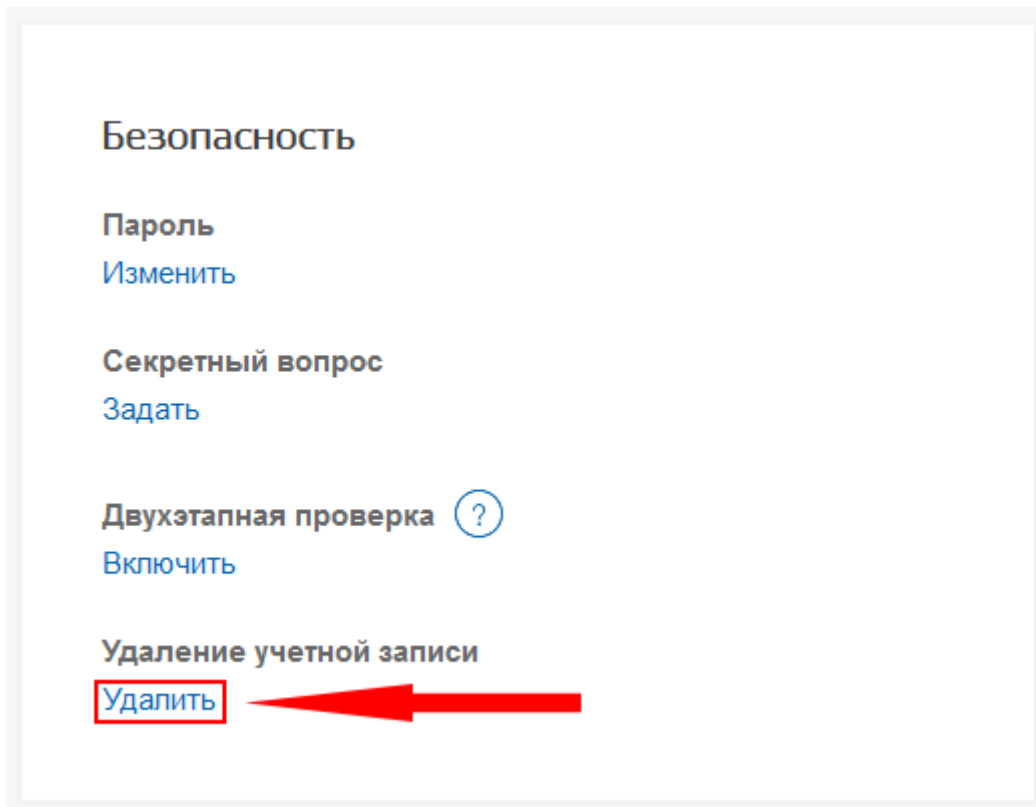 Безопасность
Пароль
Изменить
Секретный вопрос
Задать
Двухэтапная проверка ?
Включить
Удаление учетной записи
Удалить